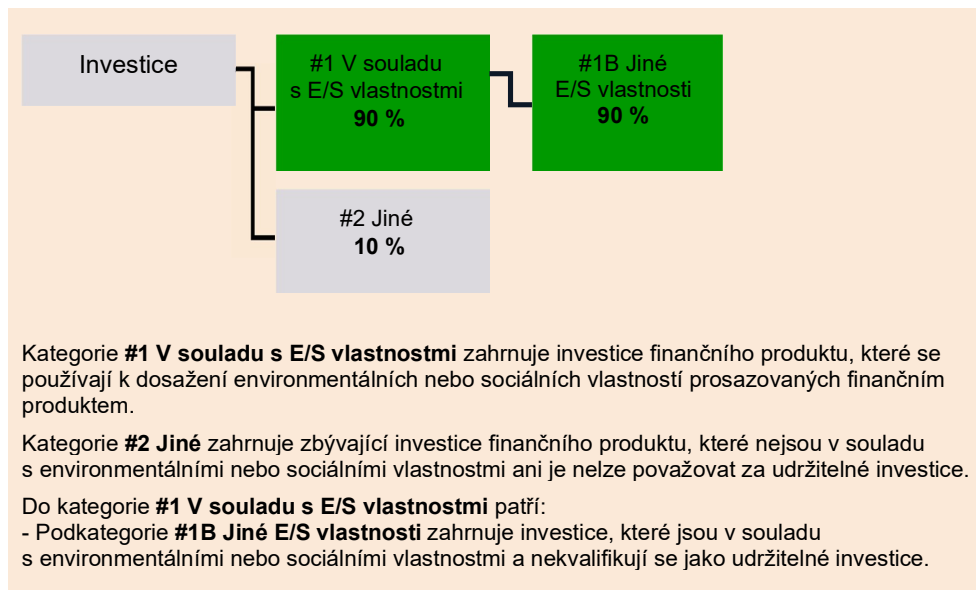 Investice
#1 V souladu
s E/S vlastnostmi
90 %
#1B Jiné
E/S vlastnosti
90 %
#2 Jiné
10 %
Kategorie #1 V souladu s E/S vlastnostmi zahrnuje investice finančního produktu, které se
používají k dosažení environmentálních nebo sociálních vlastností prosazovaných finančním
produktem.
Kategorie #2 Jiné zahrnuje zbývající investice finančního produktu, které nejsou v souladu
s environmentálními nebo sociálními vlastnostmi ani je nelze považovat za udržitelné investice.
Do kategorie #1 V souladu s E/S vlastnostmi patří:
- Podkategorie #1B Jiné E/S vlastnosti zahrnuje investice, které jsou v souladu
s environmentálními nebo sociálními vlastnostmi a nekvalifikují se jako udržitelné investice.